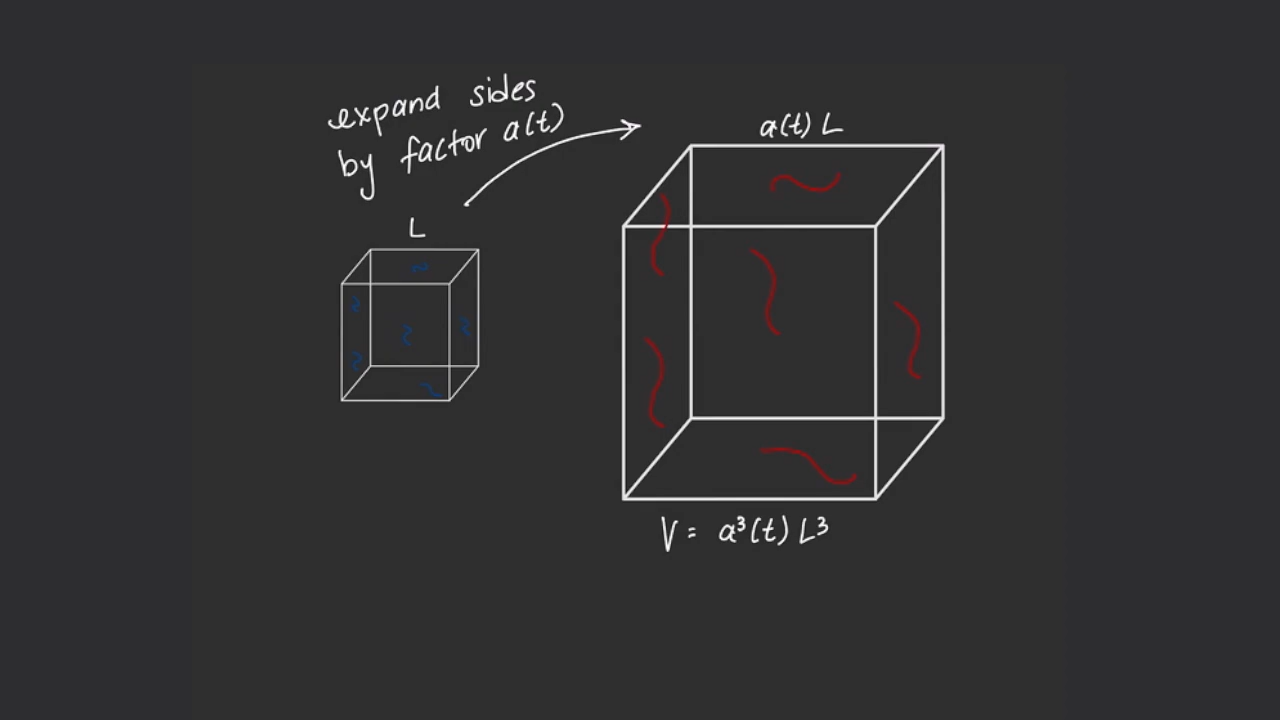 expand sides
by factor a(t)
a(t) L
L
V = a³(t) L³